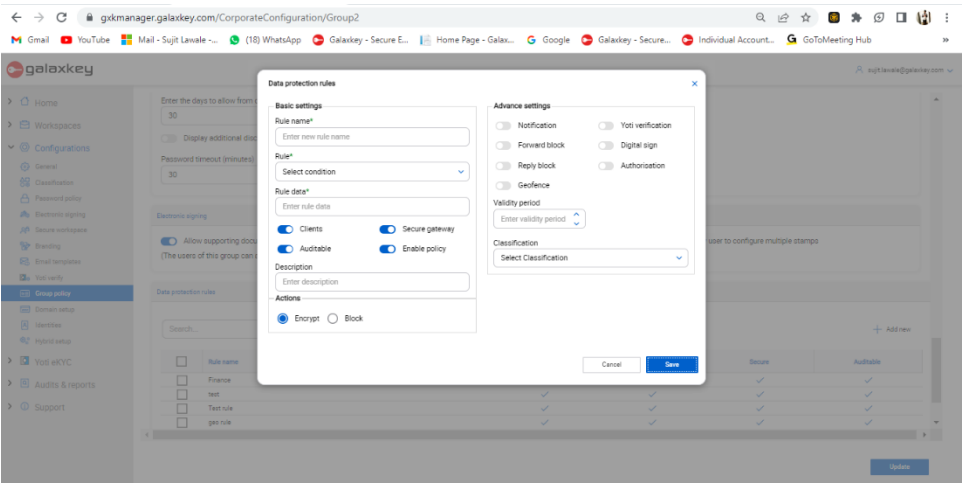 gxkmanager.galaxkey.com/CorporateConfiguration/Group2
Gmail YouTube Mail - Sujit Lawale -... (18) WhatsApp Galaxkey - Secure E... Home Page - Galax... Google Galaxkey - Secure... Individual Account... GoToMeeting Hub »
galaxkey
sujit.lawale@galaxkey.com
Home
Workspaces
Configurations
General
Classification
Password policy
Electronic signing
Secure workspace
Branding
Email templates
Yoti verify
Group policy
Domain setup
Identities
Hybrid setup
Yoti eKYC
Audits & reports
Support
Enter the days to allow from
30
Display additional disc
Password timeout (minutes)
30
Electronic signing
Allow supporting docu
user to configure multiple stamps
(The users of this group can
Data protection rules
Search...
Add new
Rule name Secure Auditable
Finance
test
Test rule
geo rule
Update
Data protection rules
Basic settings
Rule name*
Enter new rule name
Rule*
Select condition
Rule data*
Enter rule data
Clients Secure gateway
Auditable Enable policy
Description
Enter description
Actions
Encrypt Block
Advance settings
Notification Yoti verification
Forward block Digital sign
Reply block Authorisation
Geofence
Validity period
Enter validity period
Classification
Select Classification
Cancel Save